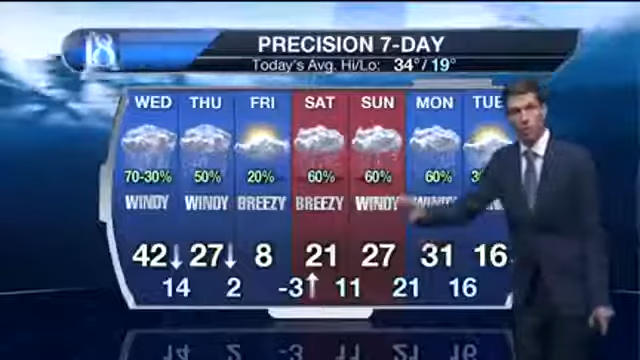 18
PRECISION 7-DAY
Today's Avg. Hi/Lo: 34°/19°
WED THU FRI SAT SUN MON TUE
70-30% 50% 20% 60% 60% 60%
WINDY WINDY BREEZY BREEZY WINDY WINDY
42 27 8 21 27 31 16
14 2 -3 11 21 16